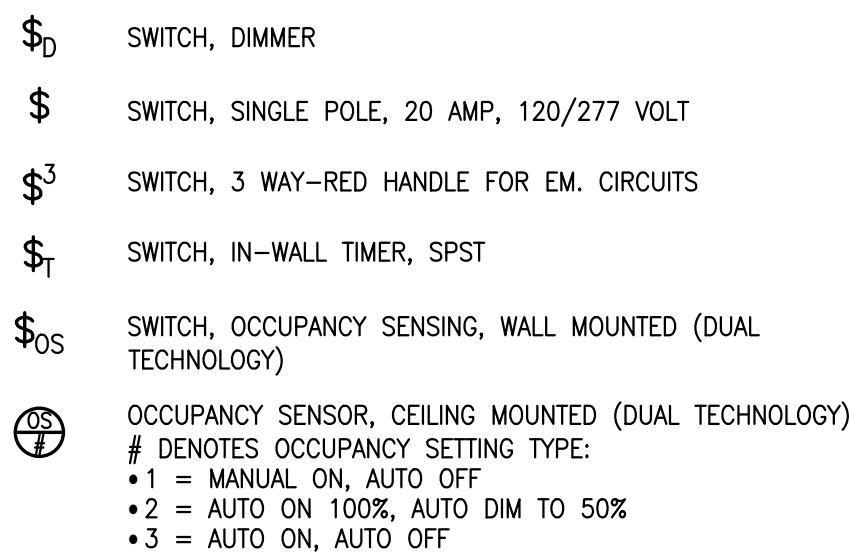 $D SWITCH, DIMMER
$ SWITCH, SINGLE POLE, 20 AMP, 120/277 VOLT
$3 SWITCH, 3 WAY-RED HANDLE FOR EM. CIRCUITS
$T SWITCH, IN-WALL TIMER, SPST
$OS SWITCH, OCCUPANCY SENSING, WALL MOUNTED (DUAL
TECHNOLOGY)
OS OCCUPANCY SENSOR, CEILING MOUNTED (DUAL TECHNOLOGY)
# # DENOTES OCCUPANCY SETTING TYPE:
• 1 = MANUAL ON, AUTO OFF
• 2 = AUTO ON 100%, AUTO DIM TO 50%
• 3 = AUTO ON, AUTO OFF